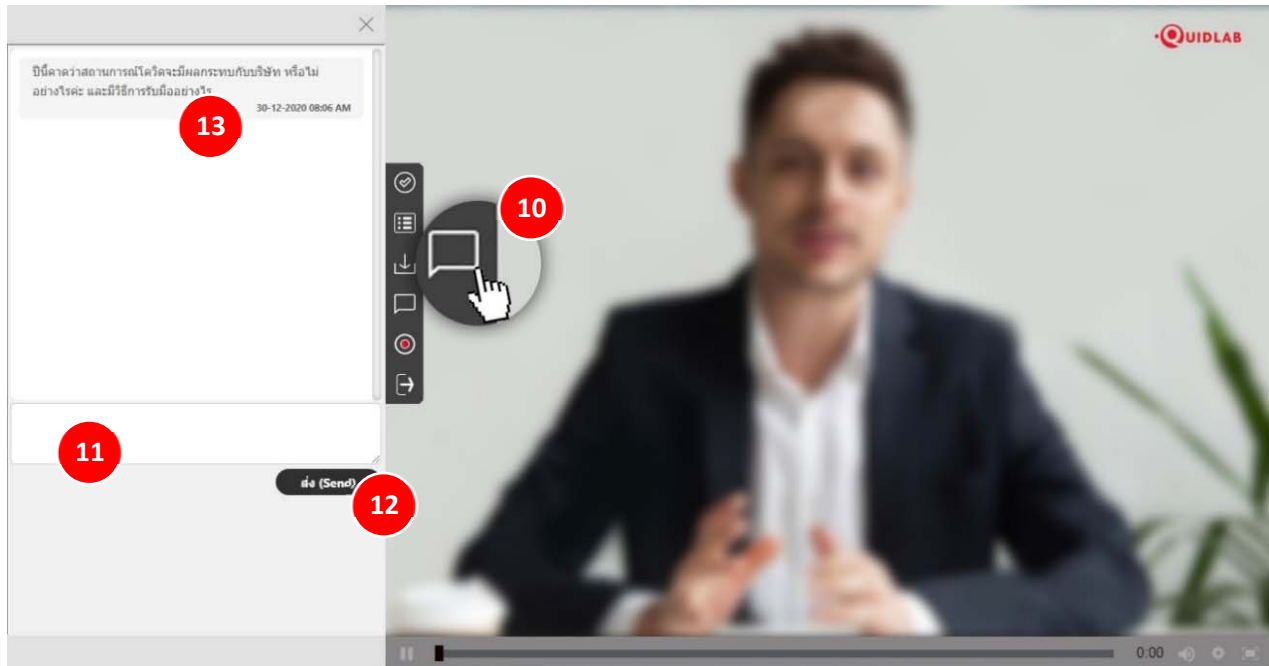 QUIDLAB
ปีนี้คาดว่าสถานการณ์โควิดจะมีผลกระทบกับบริษัท หรือไม่
อย่างไรค่ะ และมีวิธีการรับมืออย่างไร
30-12-2020 08:06 AM
13
10
11
ส่ง (Send)
12
0:00